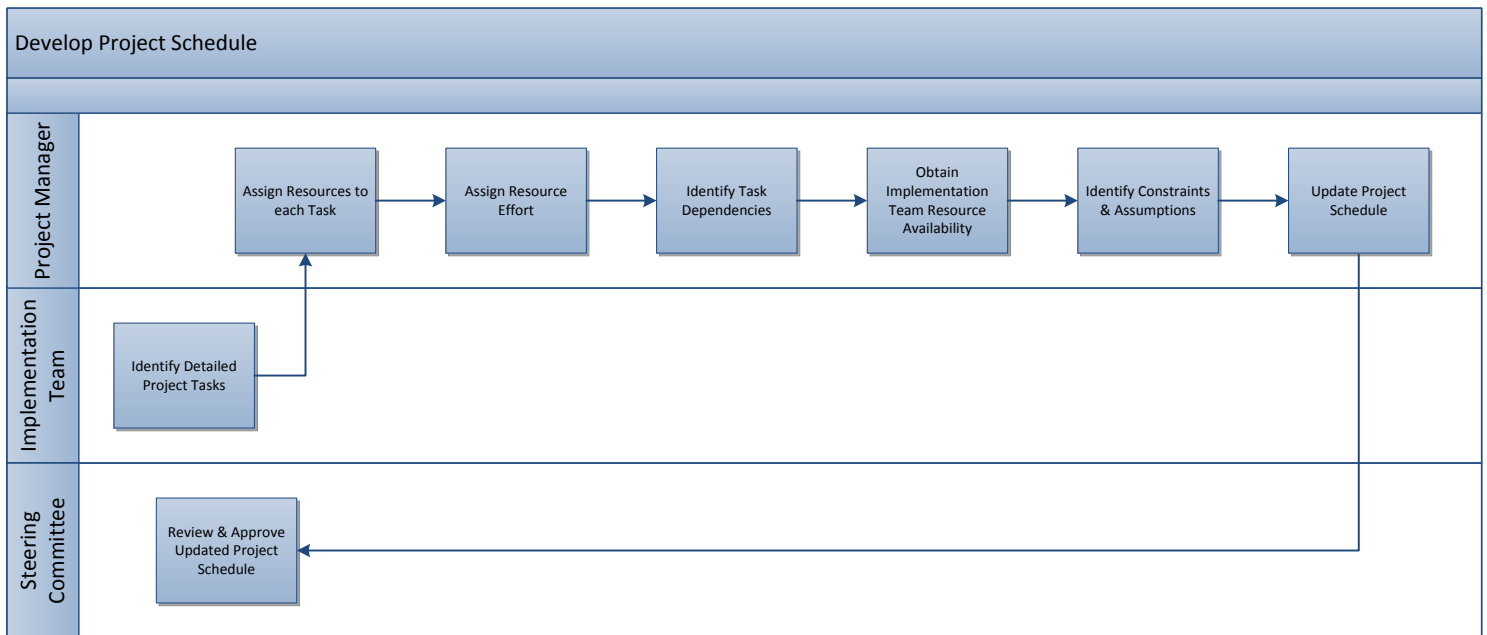 Develop Project Schedule
Project Manager
Assign Resources to
each Task
Assign Resource
Effort
Identify Task
Dependencies
Obtain
Implementation
Team Resource
Availability
Identify Constraints
& Assumptions
Update Project
Schedule
Implementation
Team
Identify Detailed
Project Tasks
Steering
Committee
Review & Approve
Updated Project
Schedule